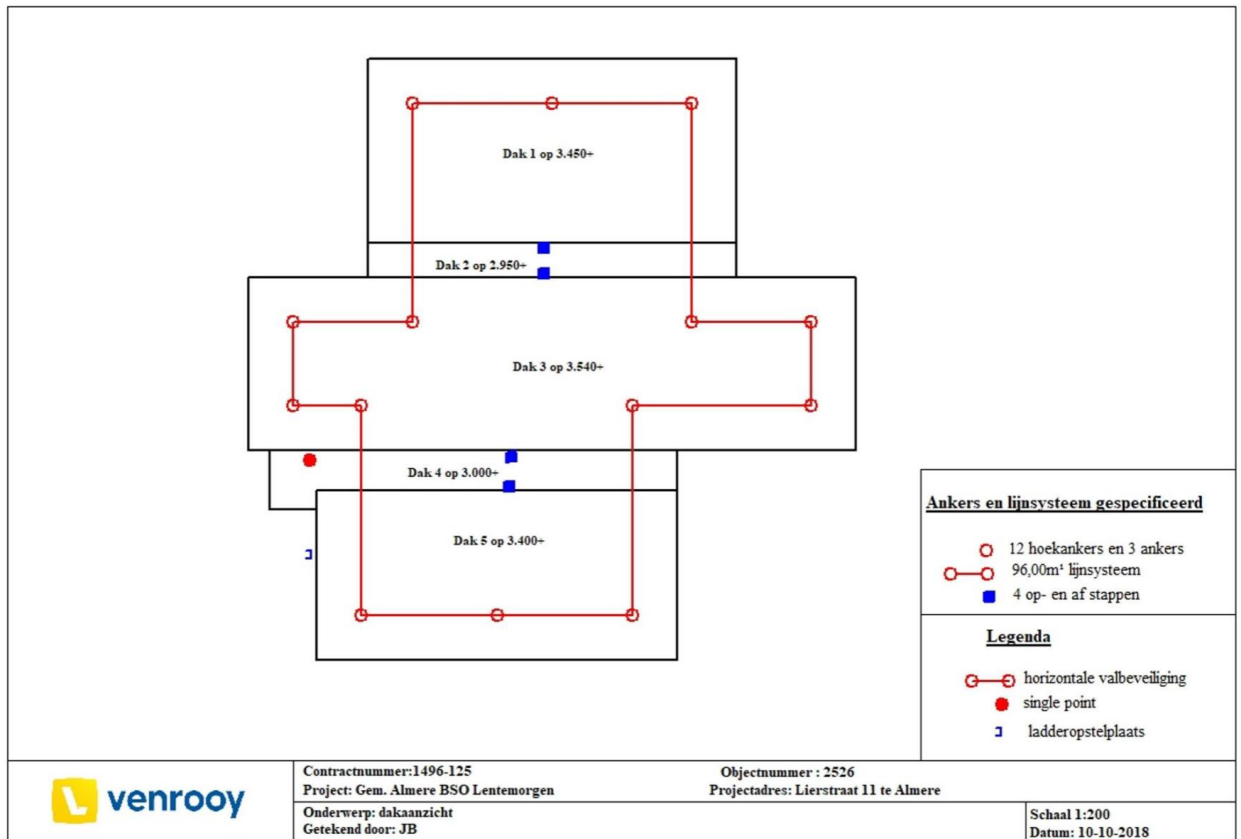 Dak 1 op 3.450+
Dak 2 op 2.950+
Dak 3 op 3.540+
Dak 4 op 3.000+
Dak 5 op 3.400+
Ankers en lijnsysteem gespecificeerd
12 hoekankers en 3 ankers
96,00m¹ lijnsysteem
4 op- en af stappen
Legenda
horizontale valbeveiliging
single point
ladderopstelplaats
venrooy
Contractnummer:1496-125
Project: Gem. Almere BSO Lentemorgen
Objectnummer : 2526
Projectadres: Lierstraat 11 te Almere
Onderwerp: dakaanzicht
Getekend door: JB
Schaal 1:200
Datum: 10-10-2018